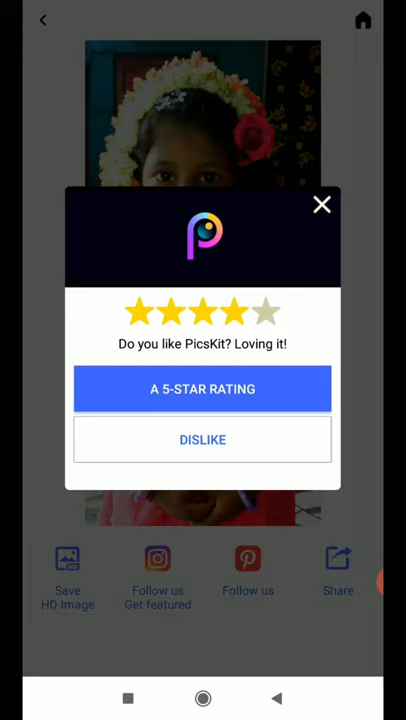 Do you like PicsKit? Loving it!
A 5-STAR RATING
DISLIKE
Save
HD Image
Follow us
Get featured
Follow us
Share